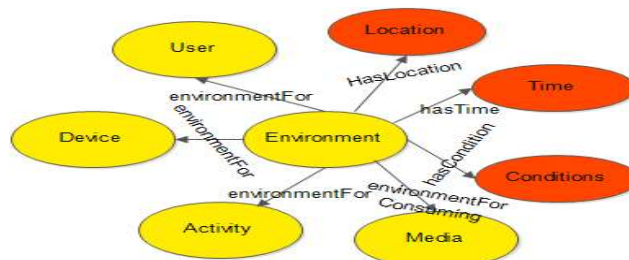 User
Location
HasLocation
Time
environmentFor
hasTime
Device
environmentFor
Environment
hasCondition
Conditions
environmentFor
environmentFor
Consuming
Activity
Media